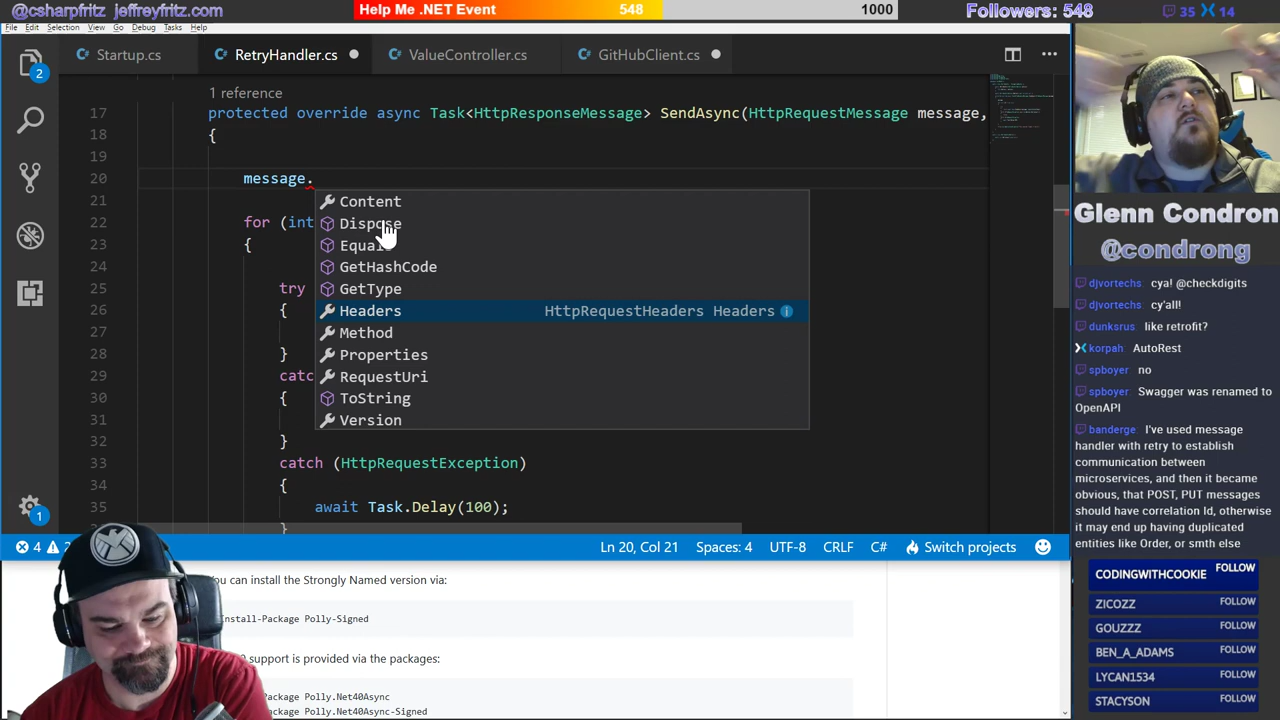 @csharpfritz jeffreyfritz.com
Help Me .NET Event 548 1000
Followers: 548 35 14
File Edit Selection View Go Debug Tasks Help
Startup.cs RetryHandler.cs ValueController.cs GitHubClient.cs
2
1 reference
17 protected override async Task<HttpResponseMessage> SendAsync(HttpRequestMessage message,
18 {
19
20 message.
21 Content
22 for (int Dispose
23 { Equals
24 GetHashCode
25 try GetType
26 { Headers HttpRequestHeaders Headers
27 Method
28 } Properties
29 catc RequestUri
30 { ToString
31 Version
32 }
33 catch (HttpRequestException)
34 {
35 await Task.Delay(100);
}
1
4 Ln 20, Col 21 Spaces: 4 UTF-8 CRLF C# Switch projects
You can install the Strongly Named version via:
Install-Package Polly-Signed
support is provided via the packages:
Package Polly.Net40Async
Package Polly.Net40Async-Signed
Glenn Condron
@condrong
djvortechs cya! @checkdigits
djvortechs cy'all!
dunksrus like retrofit?
korpah AutoRest
spboyer no
spboyer Swagger was renamed to
OpenAPI
banderge I've used message
handler with retry to establish
communication between
microservices, and then it became
obvious, that POST, PUT messages
should have correlation Id, otherwise
it may end up having duplicated
entities like Order, or smth else
CODINGWITHCOOKIE FOLLOW
ZICOZZ FOLLOW
GOUZZZ FOLLOW
BEN_A_ADAMS FOLLOW
LYCAN1534 FOLLOW
STACYSON FOLLOW